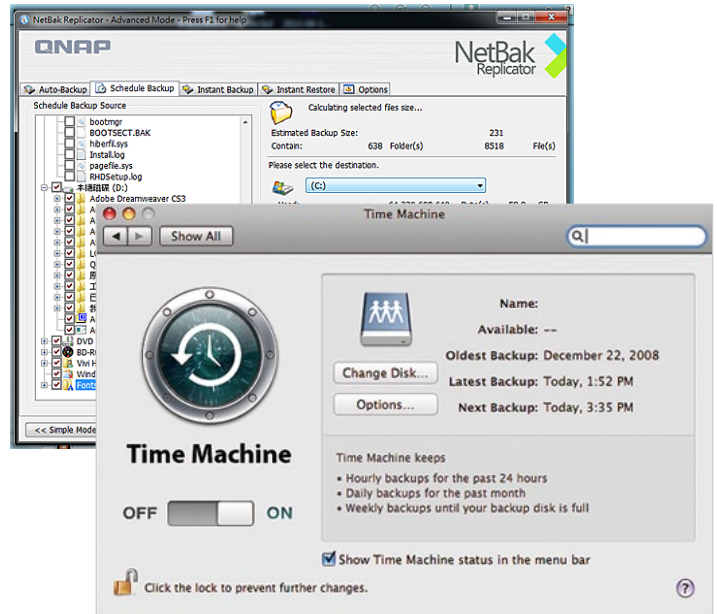 NetBak Replicator - Advanced Mode - Press F1 for help
QNAP
NetBak
Replicator
Auto-Backup
Schedule Backup
Instant Backup
Instant Restore
Options
Schedule Backup Source
bootmgr
BOOTSECT.BAK
hiberfil.sys
Install.log
pagefile.sys
RHDSetup.log
本機磁碟 (D:)
Adobe Dreamweaver CS3
DVD
BD-R
Vivi H
Wind
Fonts
<< Simple Mode
Calculating selected files size...
Estimated Backup Size: 231
Contain: 638 Folder(s) 8518 File(s)
Please select the destination.
(C:)
Time Machine
Show All
Time Machine
OFF ON
Change Disk...
Options...
Name:
Available: --
Oldest Backup: December 22, 2008
Latest Backup: Today, 1:52 PM
Next Backup: Today, 3:35 PM
Time Machine keeps
• Hourly backups for the past 24 hours
• Daily backups for the past month
• Weekly backups until your backup disk is full
Show Time Machine status in the menu bar
Click the lock to prevent further changes.
?